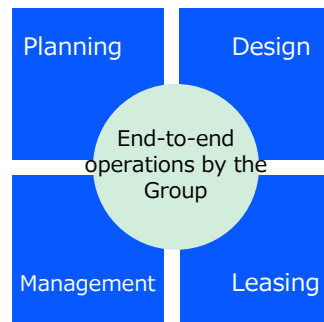 Planning
Design
End-to-end
operations by the
Group
Management
Leasing